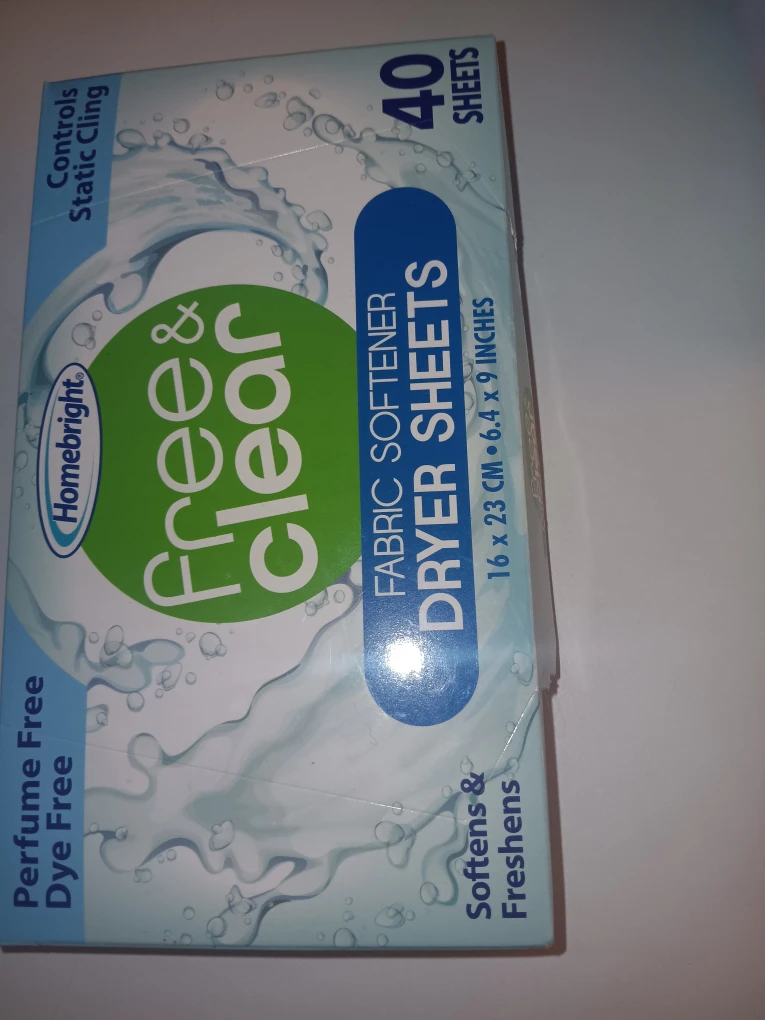 Perfume Free
Dye Free
Controls
Static Cling
Homebright®
free &
clear
FABRIC SOFTENER
DRYER SHEETS
16 x 23 CM • 6.4 x 9 INCHES
Softens &
Freshens
40
SHEETS